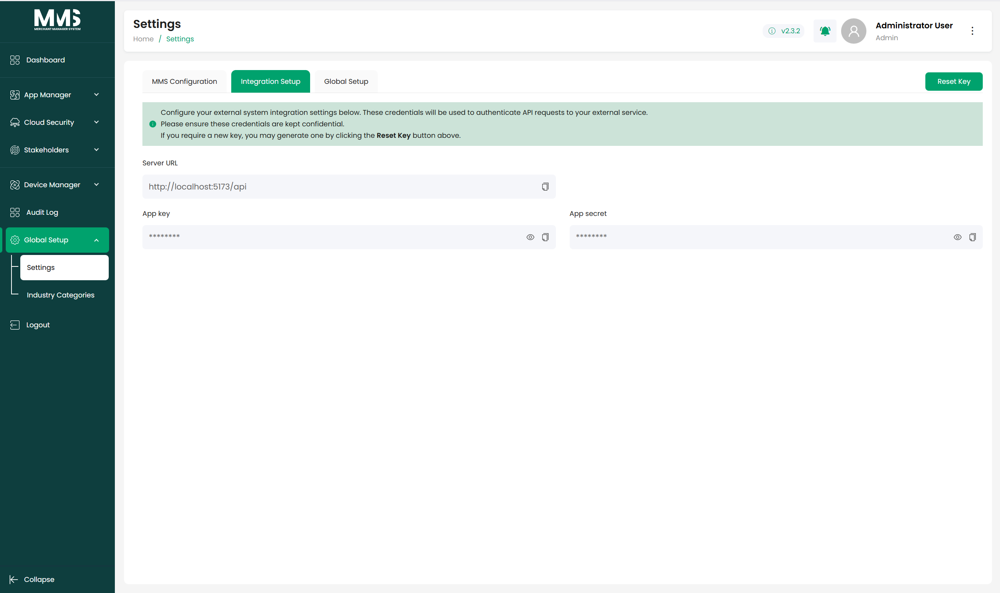 MMS
MERCHANT MANAGER SYSTEM
Dashboard
App Manager
Cloud Security
Stakeholders
Device Manager
Audit Log
Global Setup
Settings
Industry Categories
Logout
Collapse
Settings
Home / Settings
v2.3.2
Administrator User
Admin
MMS Configuration
Integration Setup
Global Setup
Reset Key
Configure your external system integration settings below. These credentials will be used to authenticate API requests to your external service.
Please ensure these credentials are kept confidential.
If you require a new key, you may generate one by clicking the Reset Key button above.
Server URL
http://localhost:5173/api
App key
********
App secret
********